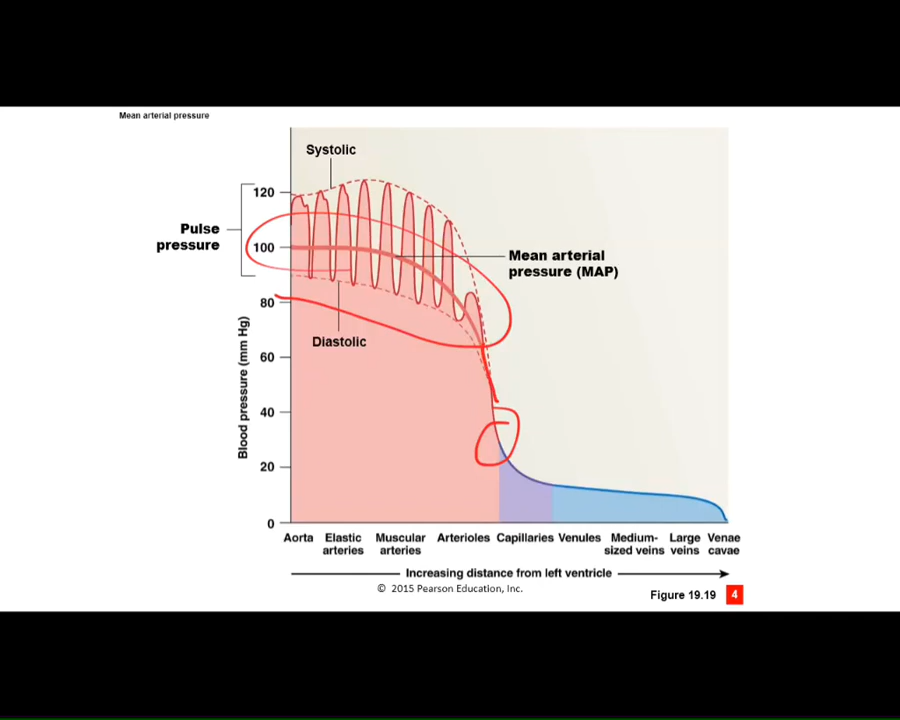 Mean arterial pressure
Systolic
120
Pulse
pressure
100
Mean arterial
pressure (MAP)
80
Diastolic
60
Blood pressure (mm Hg)
40
20
0
Aorta
Elastic
arteries
Muscular
arteries
Arterioles
Capillaries
Venules
Medium-
sized veins
Large
veins
Venae
cavae
Increasing distance from left ventricle
© 2015 Pearson Education, Inc.
Figure 19.19
4